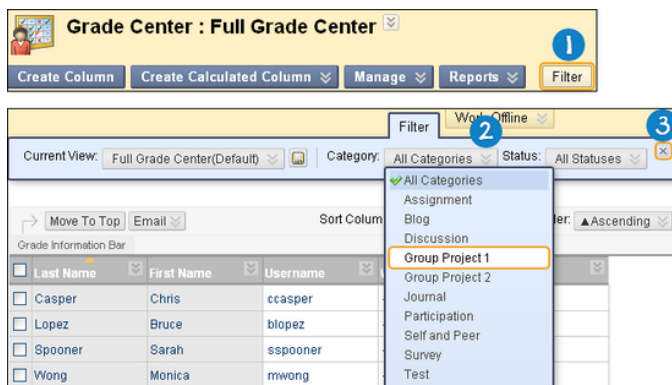 Grade Center : Full Grade Center
1
Create Column Create Calculated Column Manage Reports Filter
Filter Work Offline
2 3
Current View: Full Grade Center(Default) Category: All Categories Status: All Statuses
All Categories
Assignment
Move To Top Email Sort Colum Blog der: Ascending
Discussion
Grade Information Bar
Group Project 1
Last Name First Name Username Group Project 2
Casper Chris ccasper Journal
Participation
Lopez Bruce blopez
Self and Peer
Spooner Sarah sspooner
Survey
Wong Monica mwong Test